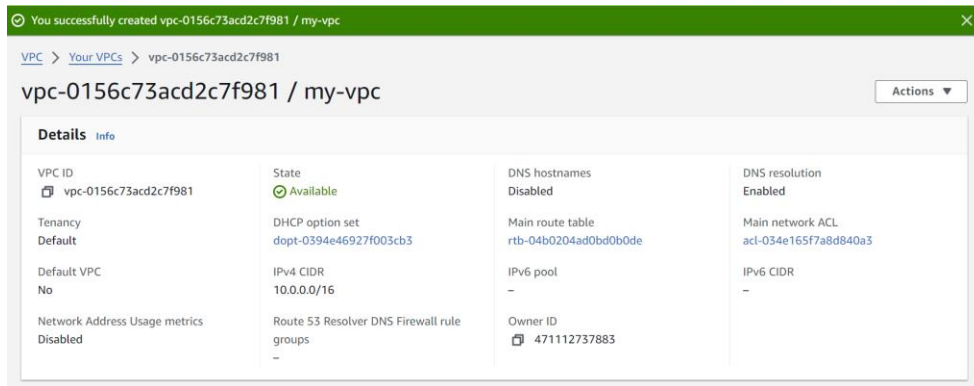 You successfully created vpc-0156c73acd2c7f981 / my-vpc
VPC > Your VPCs > vpc-0156c73acd2c7f981
vpc-0156c73acd2c7f981 / my-vpc
Actions
Details Info
VPC ID
vpc-0156c73acd2c7f981
State
Available
DNS hostnames
Disabled
DNS resolution
Enabled
Tenancy
Default
DHCP option set
dopt-0394e46927f003cb3
Main route table
rtb-04b0204ad0bd0b0de
Main network ACL
acl-034e165f7a8d840a3
Default VPC
No
IPv4 CIDR
10.0.0.0/16
IPv6 pool
–
IPv6 CIDR
–
Network Address Usage metrics
Disabled
Route 53 Resolver DNS Firewall rule
groups
–
Owner ID
471112737883